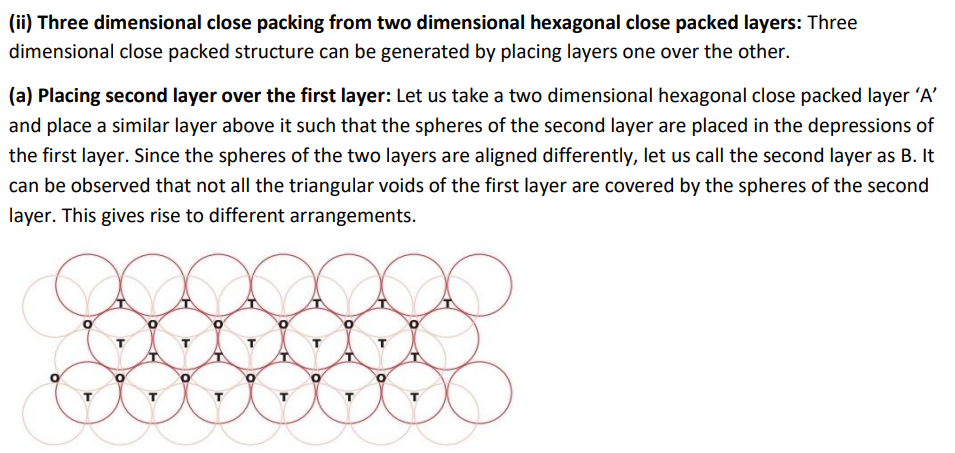 (ii) Three dimensional close packing from two dimensional hexagonal close packed layers: Three
dimensional close packed structure can be generated by placing layers one over the other.
(a) Placing second layer over the first layer: Let us take a two dimensional hexagonal close packed layer ‘A’
and place a similar layer above it such that the spheres of the second layer are placed in the depressions of
the first layer. Since the spheres of the two layers are aligned differently, let us call the second layer as B. It
can be observed that not all the triangular voids of the first layer are covered by the spheres of the second
layer. This gives rise to different arrangements.
T T T T T T
O O O O O O
T T T T T
T T T T T
O O O O O O
T T T T T T